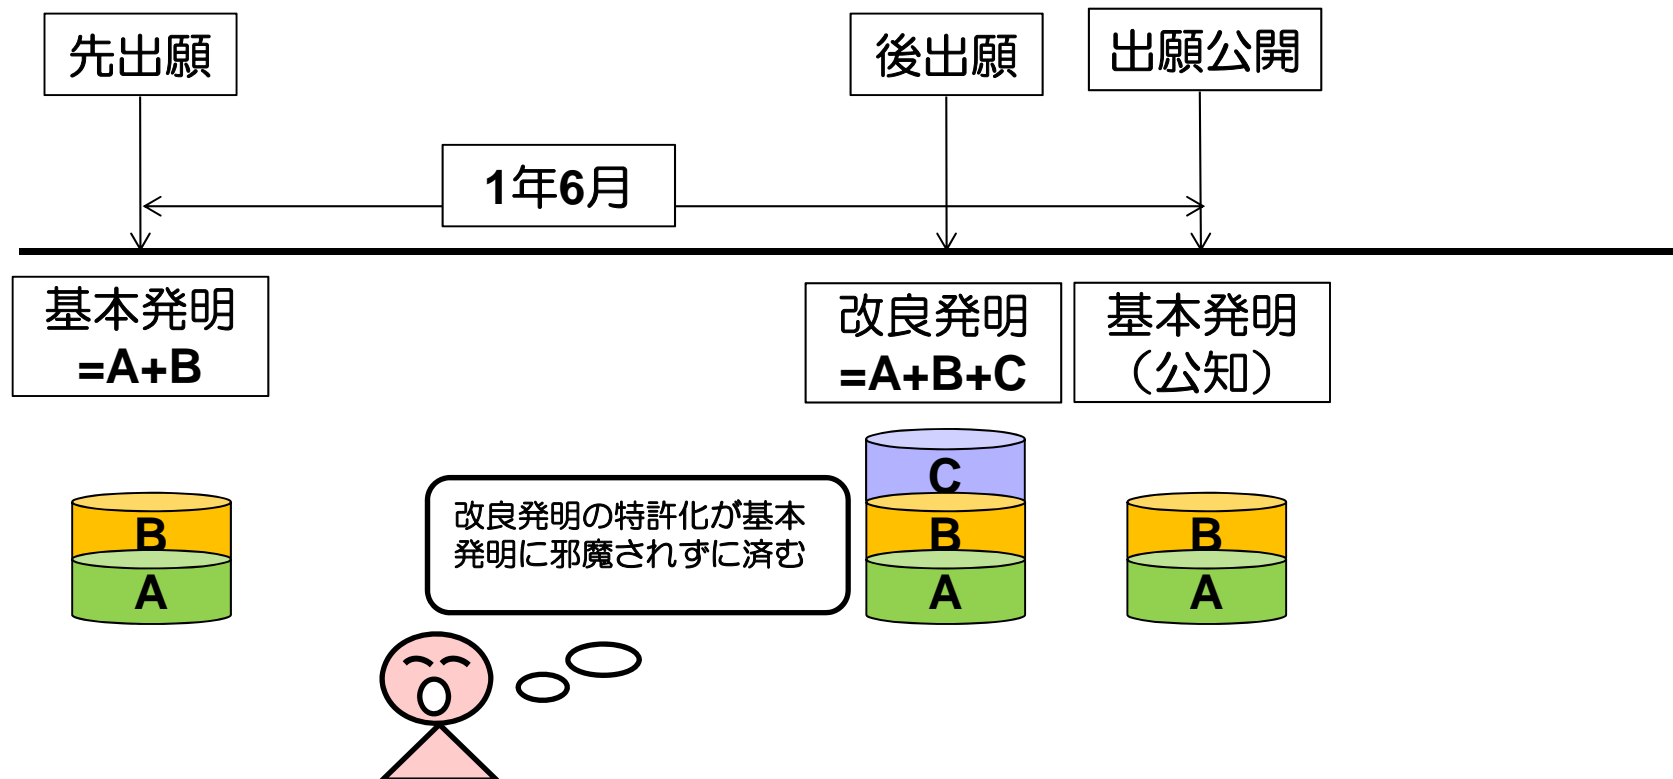 先出願
後出願
出願公開
1年6月
基本発明
=A+B
改良発明
=A+B+C
基本発明
（公知）
B
A
改良発明の特許化が基本
発明に邪魔されずに済む
C
B
A
B
A